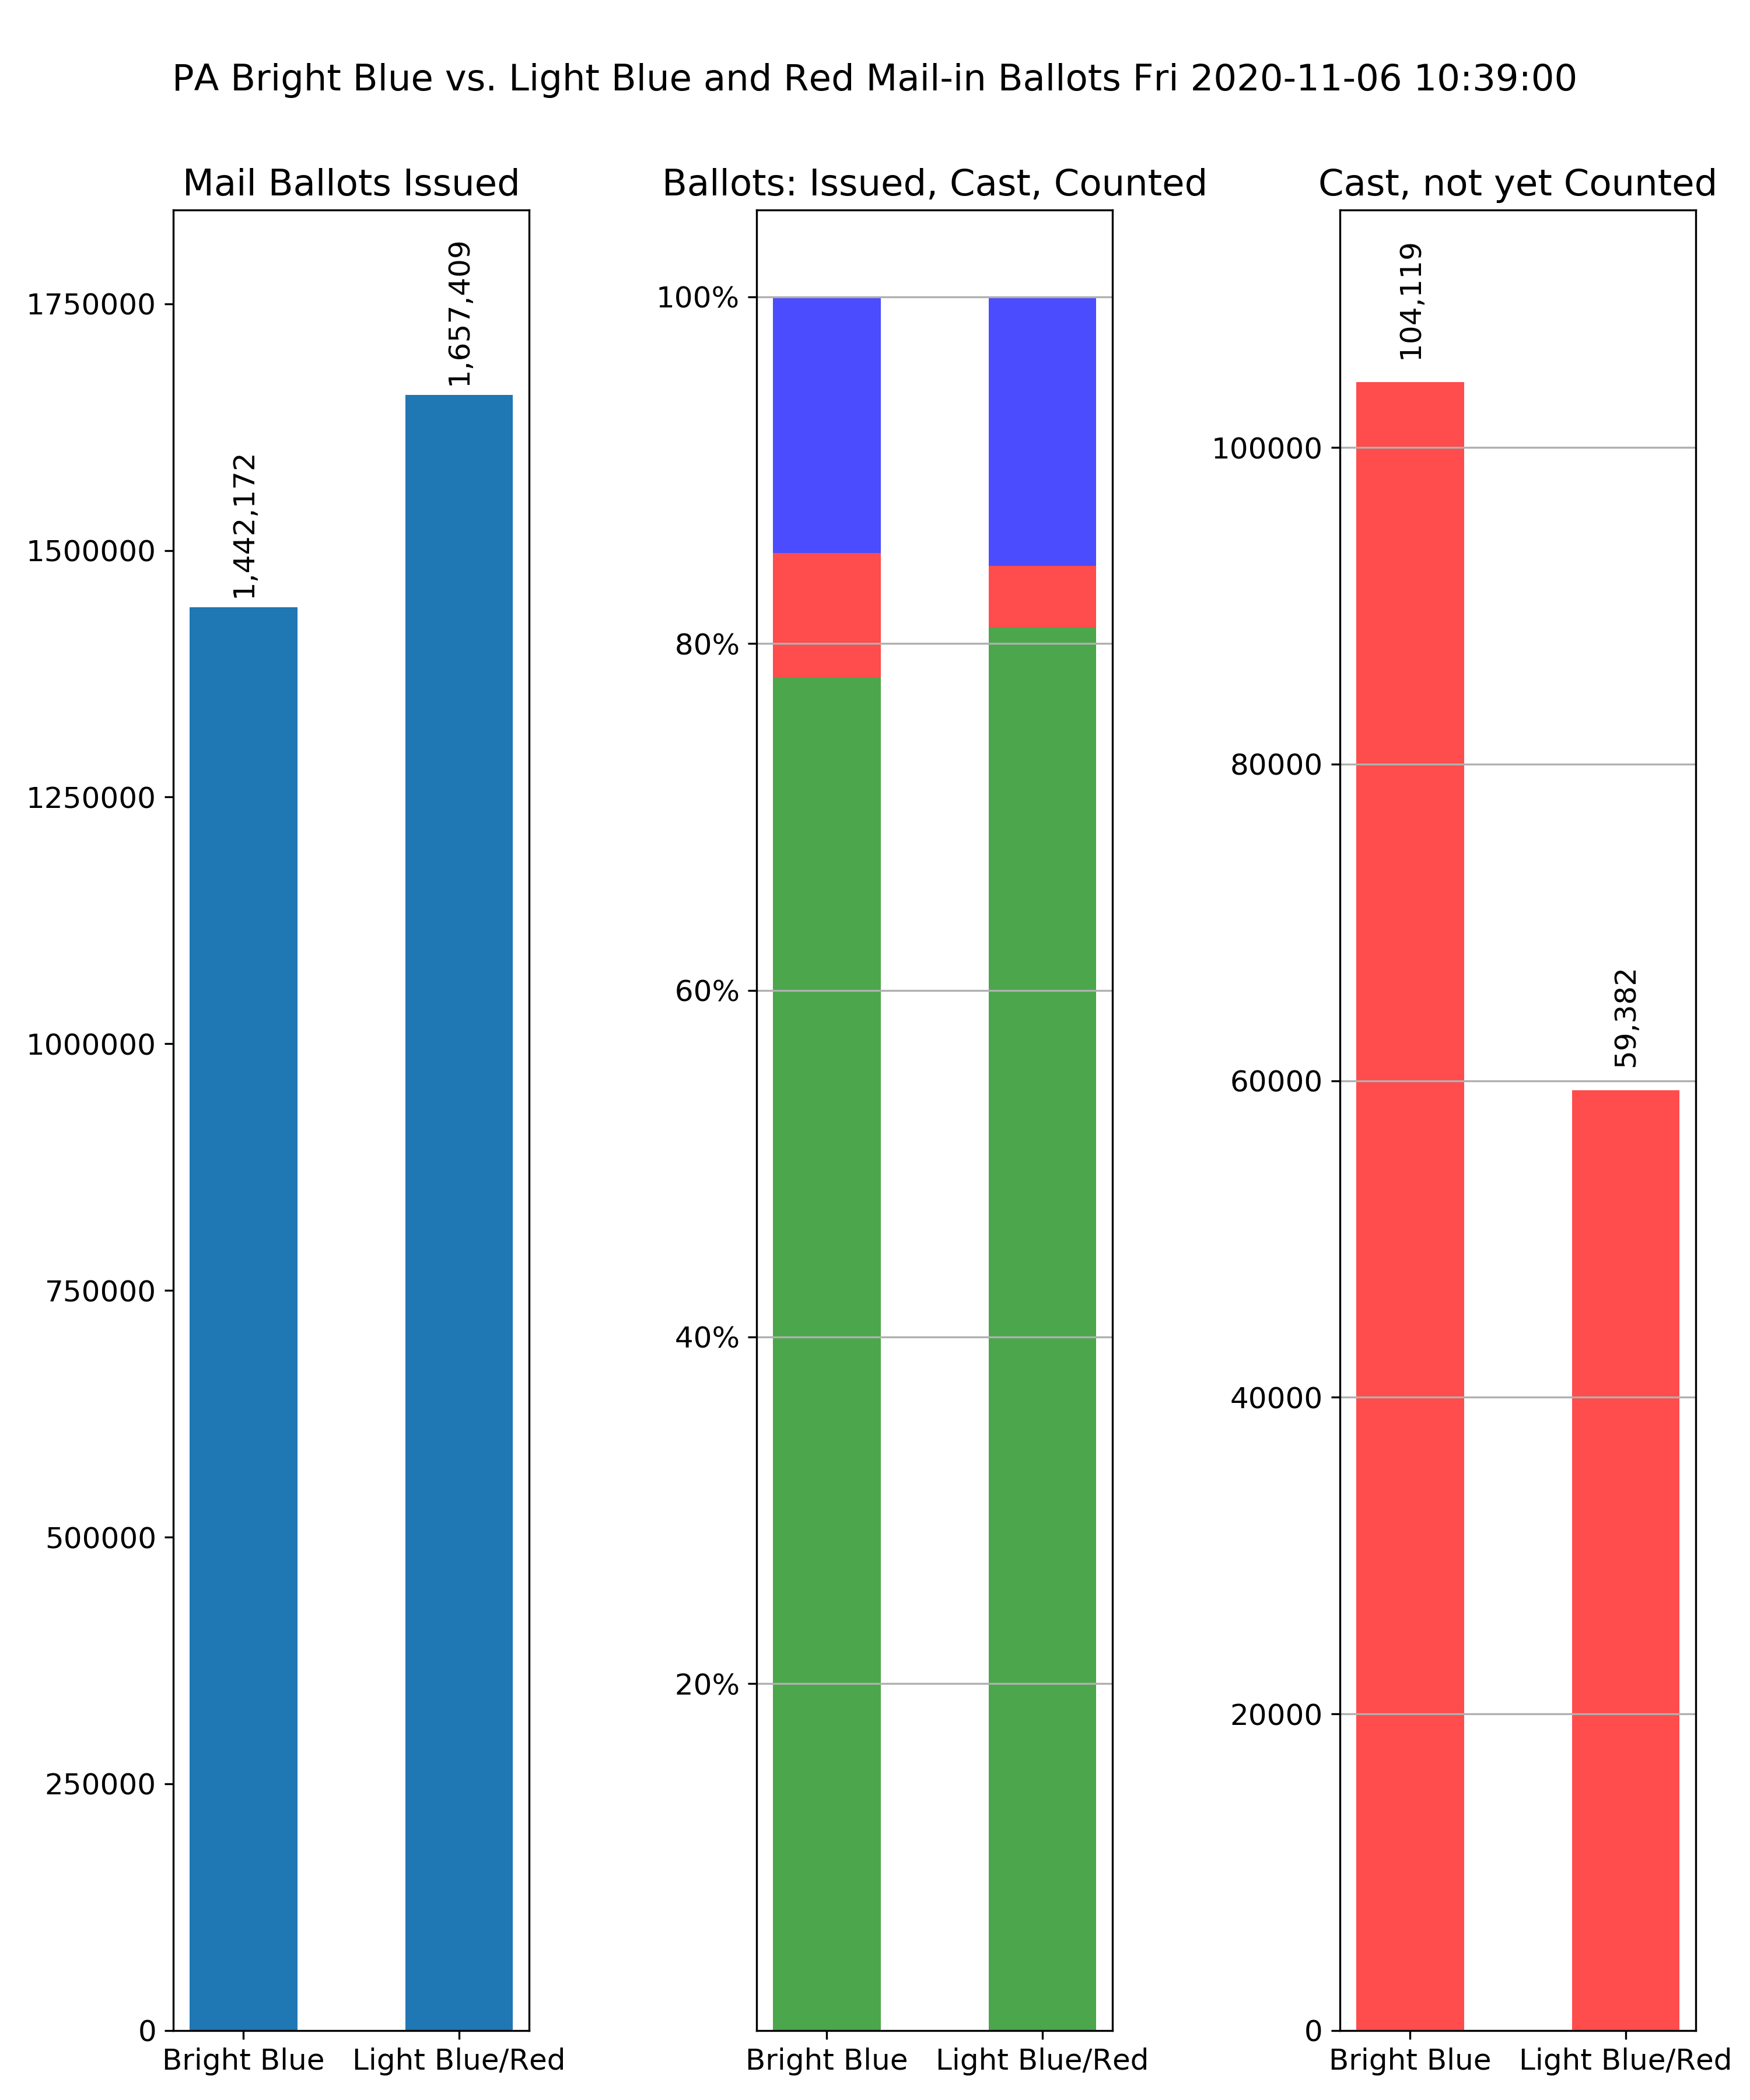 PA Bright Blue vs. Light Blue and Red Mail-in Ballots Fri 2020-11-06 10:39:00
Mail Ballots Issued
1750000
1500000
1250000
1000000
750000
500000
250000
0
1,442,172
1,657,409
Bright Blue
Light Blue/Red
Ballots: Issued, Cast, Counted
100%
80%
60%
40%
20%
Bright Blue
Light Blue/Red
Cast, not yet Counted
100000
80000
60000
40000
20000
0
104,119
59,382
Bright Blue
Light Blue/Red